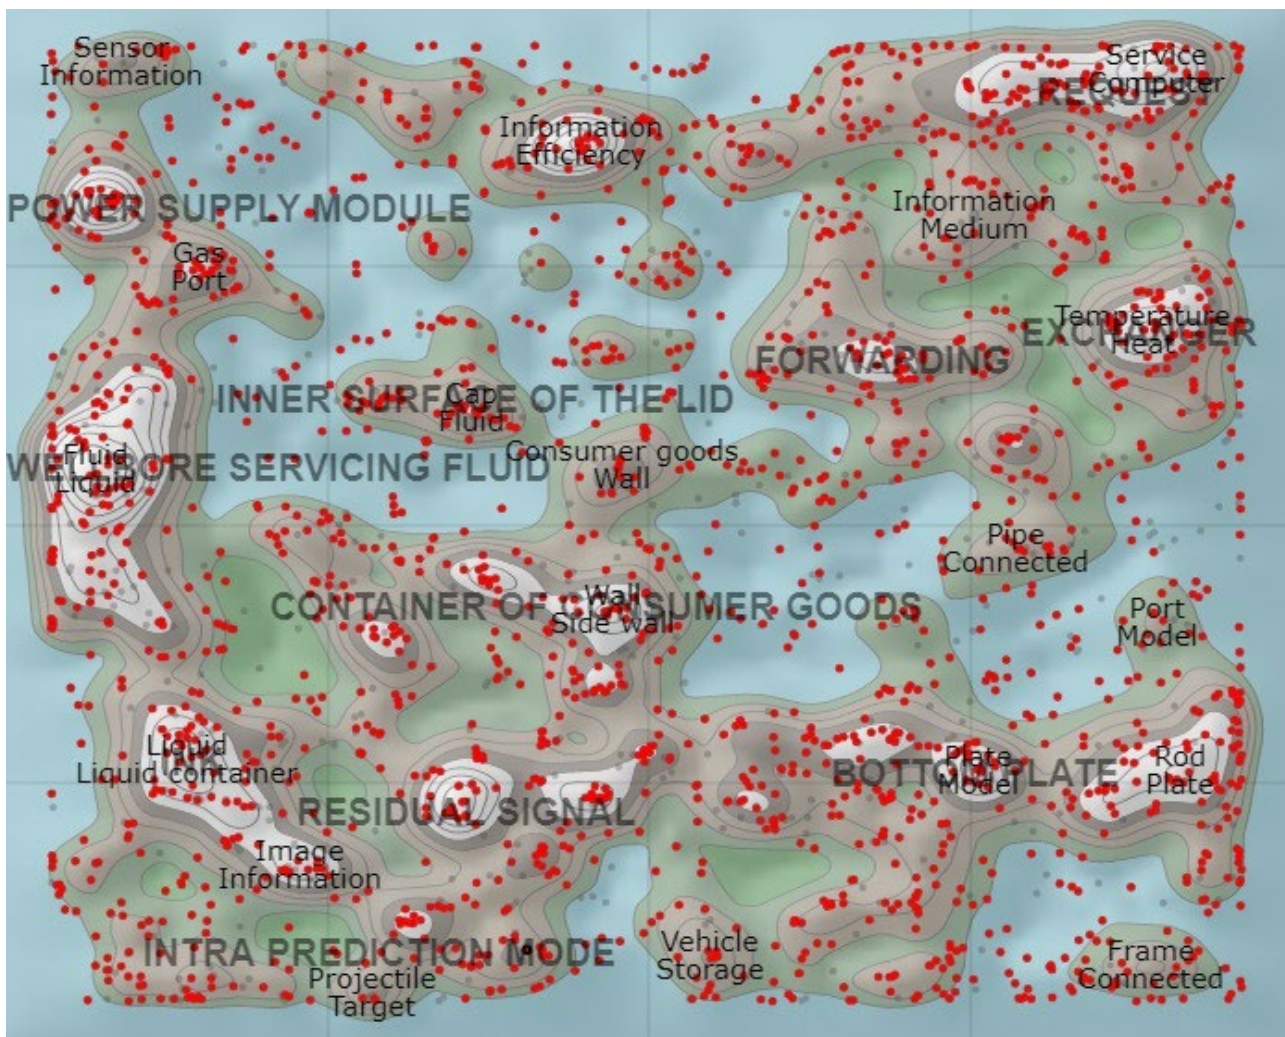 Sensor
Information
Service
Computer
REQUEST
Information
Efficiency
POWER SUPPLY MODULE
Information
Medium
Gas
Port
Temperature
Heat
EXCHANGER
FORWARDING
INNER SURFACE OF THE LID
Cap
Fluid
Consumer goods
Wall
WELLBORE SERVICING FLUID
Fluid
Liquid
Pipe
Connected
CONTAINER OF CONSUMER GOODS
Wall
Side wall
Port
Model
Liquid
Liquid container
Plate
Model
BOTTOM PLATE
Rod
Plate
RESIDUAL SIGNAL
Image
Information
INTRA PREDICTION MODE
Vehicle
Storage
Frame
Connected
Projectile
Target